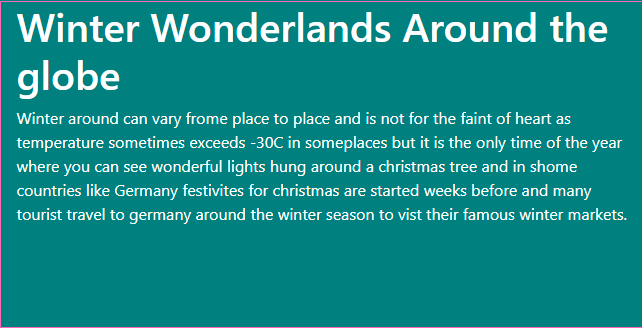 Winter Wonderlands Around the
globe
Winter around can vary frome place to place and is not for the faint of heart as
temperature sometimes exceeds -30C in someplaces but it is the only time of the year
where you can see wonderful lights hung around a christmas tree and in shome
countries like Germany festivites for christmas are started weeks before and many
tourist travel to germany around the winter season to vist their famous winter markets.